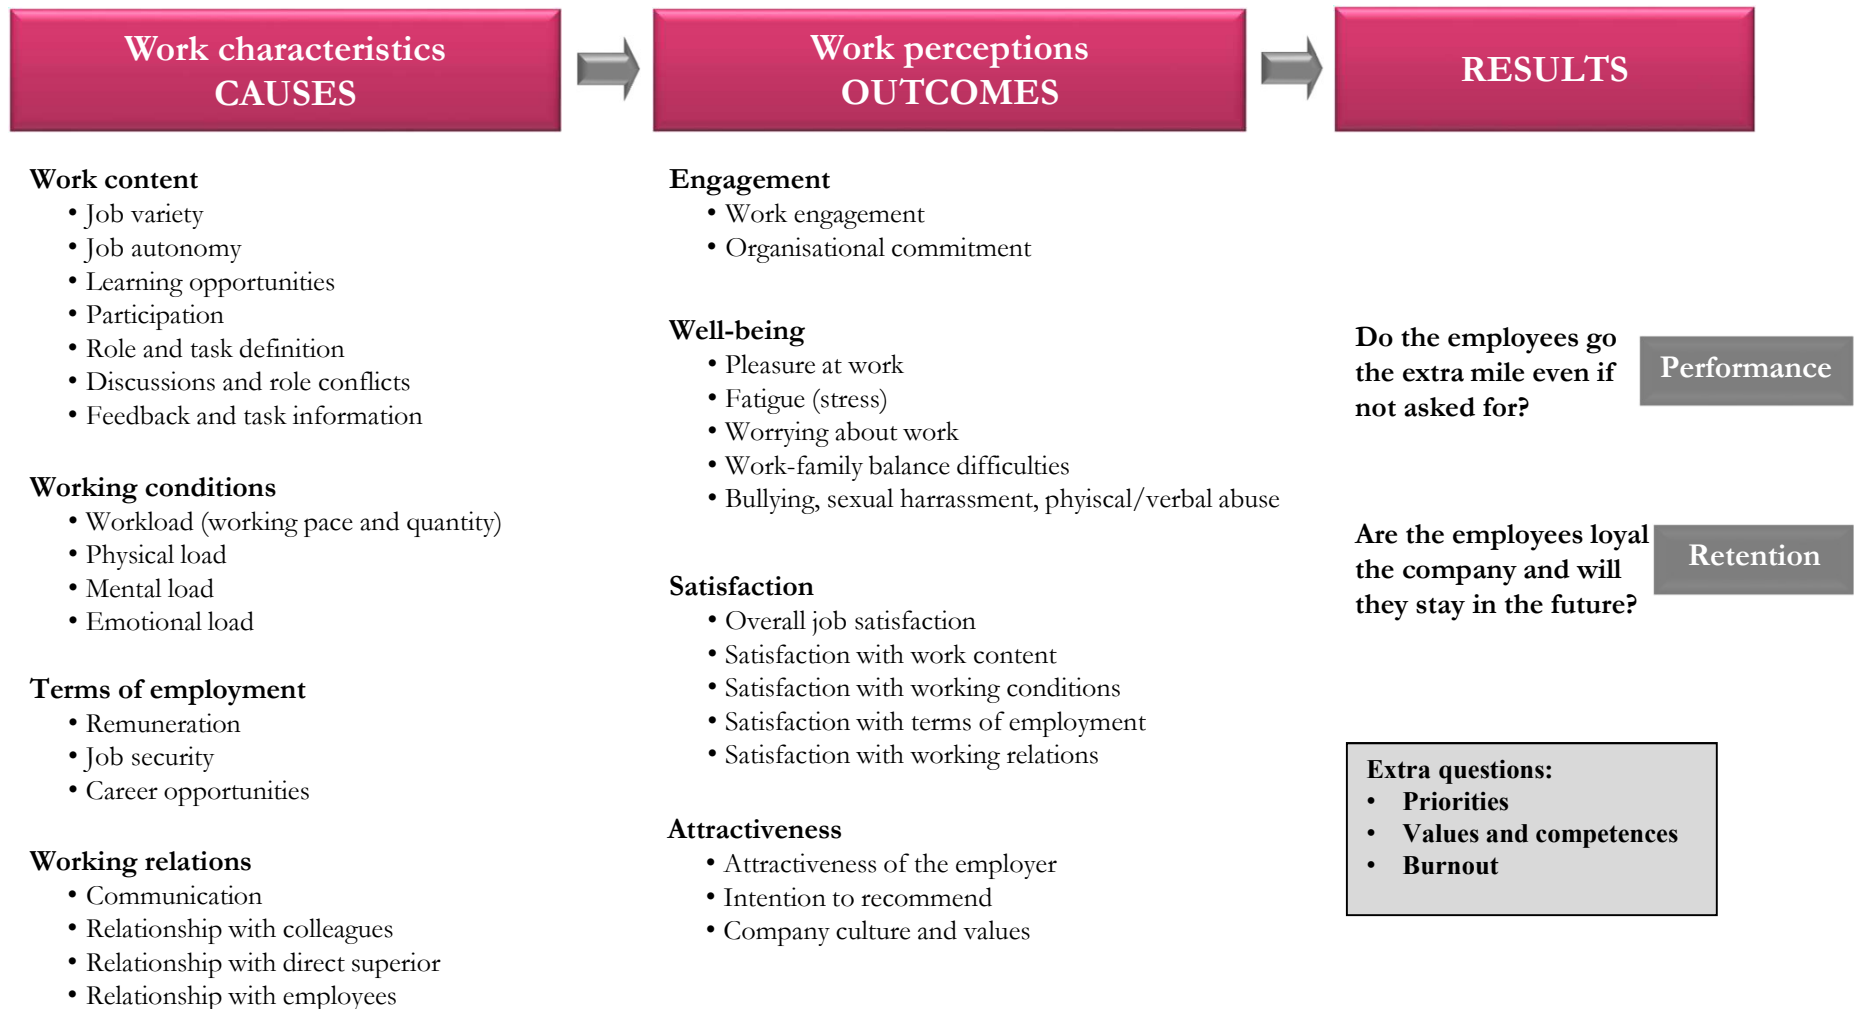 Work characteristics
CAUSES
Work perceptions
OUTCOMES
RESULTS
Work content
• Job variety
• Job autonomy
• Learning opportunities
• Participation
• Role and task definition
• Discussions and role conflicts
• Feedback and task information
Working conditions
• Workload (working pace and quantity)
• Physical load
• Mental load
• Emotional load
Terms of employment
• Remuneration
• Job security
• Career opportunities
Working relations
• Communication
• Relationship with colleagues
• Relationship with direct superior
• Relationship with employees
Engagement
• Work engagement
• Organisational commitment
Well-being
• Pleasure at work
• Fatigue (stress)
• Worrying about work
• Work-family balance difficulties
• Bullying, sexual harrassment, phyiscal/verbal abuse
Satisfaction
• Overall job satisfaction
• Satisfaction with work content
• Satisfaction with working conditions
• Satisfaction with terms of employment
• Satisfaction with working relations
Attractiveness
• Attractiveness of the employer
• Intention to recommend
• Company culture and values
Do the employees go
the extra mile even if
not asked for?
Performance
Are the employees loyal
the company and will
they stay in the future?
Retention
Extra questions:
• Priorities
• Values and competences
• Burnout